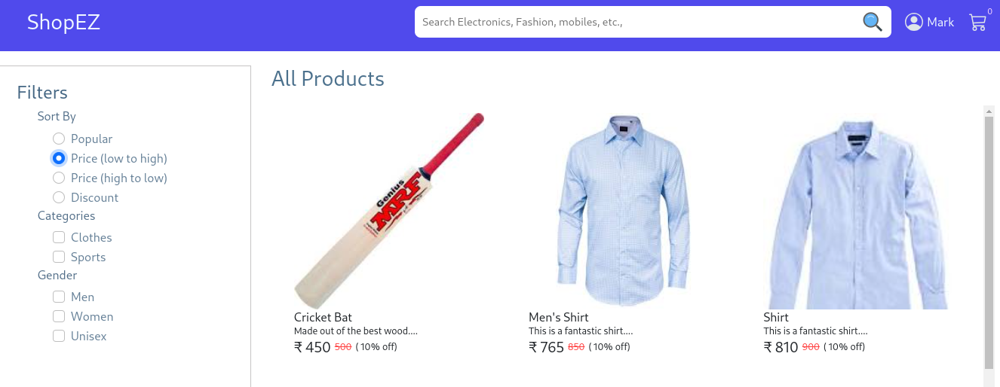 ShopEZ
Search Electronics, Fashion, mobiles, etc.,
Mark
0
Filters
Sort By
Popular
Price (low to high)
Price (high to low)
Discount
Categories
Clothes
Sports
Gender
Men
Women
Unisex
All Products
Genius
MRF
Cricket Bat
Made out of the best wood....
₹ 450 500 ( 10% off)
Men's Shirt
This is a fantastic shirt....
₹ 765 850 ( 10% off)
Shirt
This is a fantastic shirt....
₹ 810 900 ( 10% off)